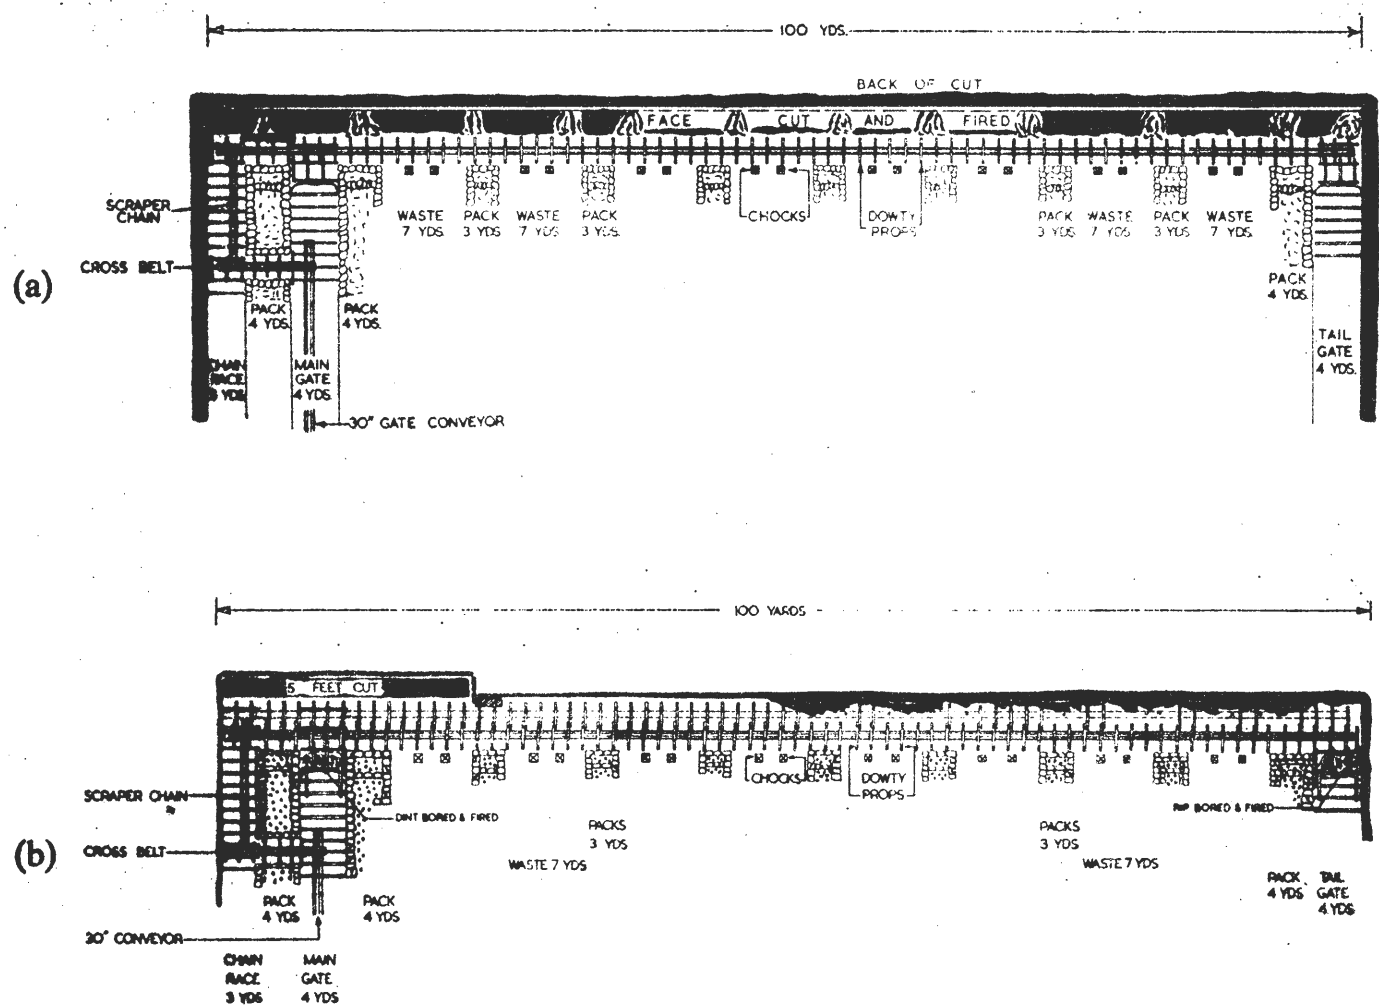 100 YDS.
BACK OF CUT
FACE CUT AND FIRED
SCRAPER
CHAIN
WASTE
7 YDS.
PACK
3 YDS
WASTE
7 YDS.
PACK
3 YDS.
CHOCKS
DOWTY
PROPS
PACK
3 YDS.
WASTE
7 YDS.
PACK
3 YDS.
WASTE
7 YDS.
CROSS BELT
(a)
PACK
4 YDS.
PACK
4 YDS.
PACK
4 YDS.
CHAIN
RACE
3 YDS
MAIN
GATE
4 YDS.
TAIL
GATE
4 YDS.
30" GATE CONVEYOR
100 YARDS
5 FEET CUT
CHOCKS
DOWTY
PROPS
SCRAPER CHAIN
DINT BORED & FIRED
RIP BORED & FIRED
PACKS
3 YDS
PACKS
3 YDS
(b)
CROSS BELT
WASTE 7 YDS
WASTE 7 YDS
PACK
4 YDS
PACK
4 YDS
PACK
4 YDS
TAIL
GATE
4 YDS
30" CONVEYOR
CHAIN
RACE
3 YDS
MAIN
GATE
4 YDS